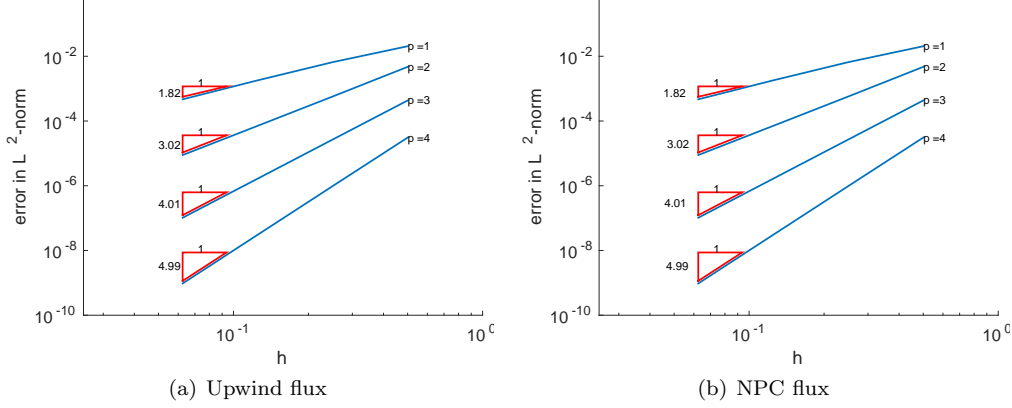 10^-2
10^-4
10^-6
10^-8
10^-10
error in L ^2-norm
1
1.82
1
3.02
1
4.01
1
4.99
p =1
p =2
p =3
p =4
10^-1
10^0
h
(a) Upwind flux
10^-2
10^-4
10^-6
10^-8
10^-10
error in L ^2-norm
1
1.82
1
3.02
1
4.01
1
4.99
p =1
p =2
p =3
p =4
10^-1
10^0
h
(b) NPC flux